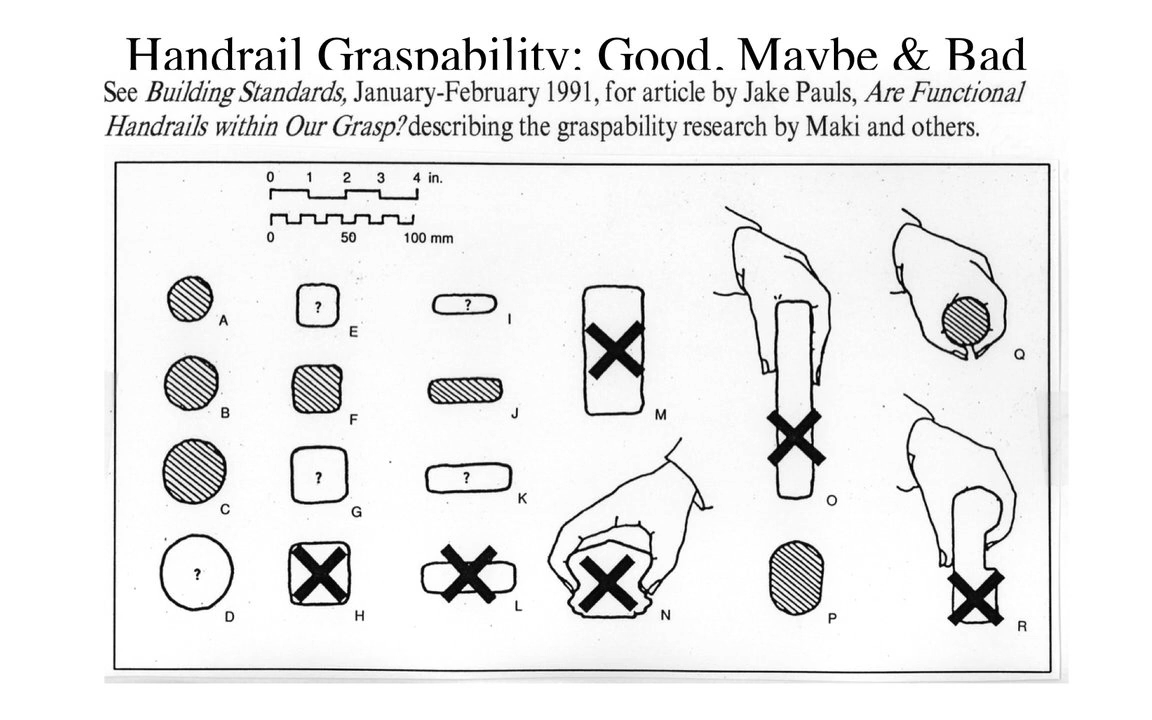 Handrail Graspability: Good, Maybe & Bad
See Building Standards, January-February 1991, for article by Jake Pauls, Are Functional
Handrails within Our Grasp? describing the graspability research by Maki and others.
0 1 2 3 4 in.
0 50 100 mm
A
? E
? I
B
F
J
C
? G
? K
? D
H
L
M
N
O
P
Q
R